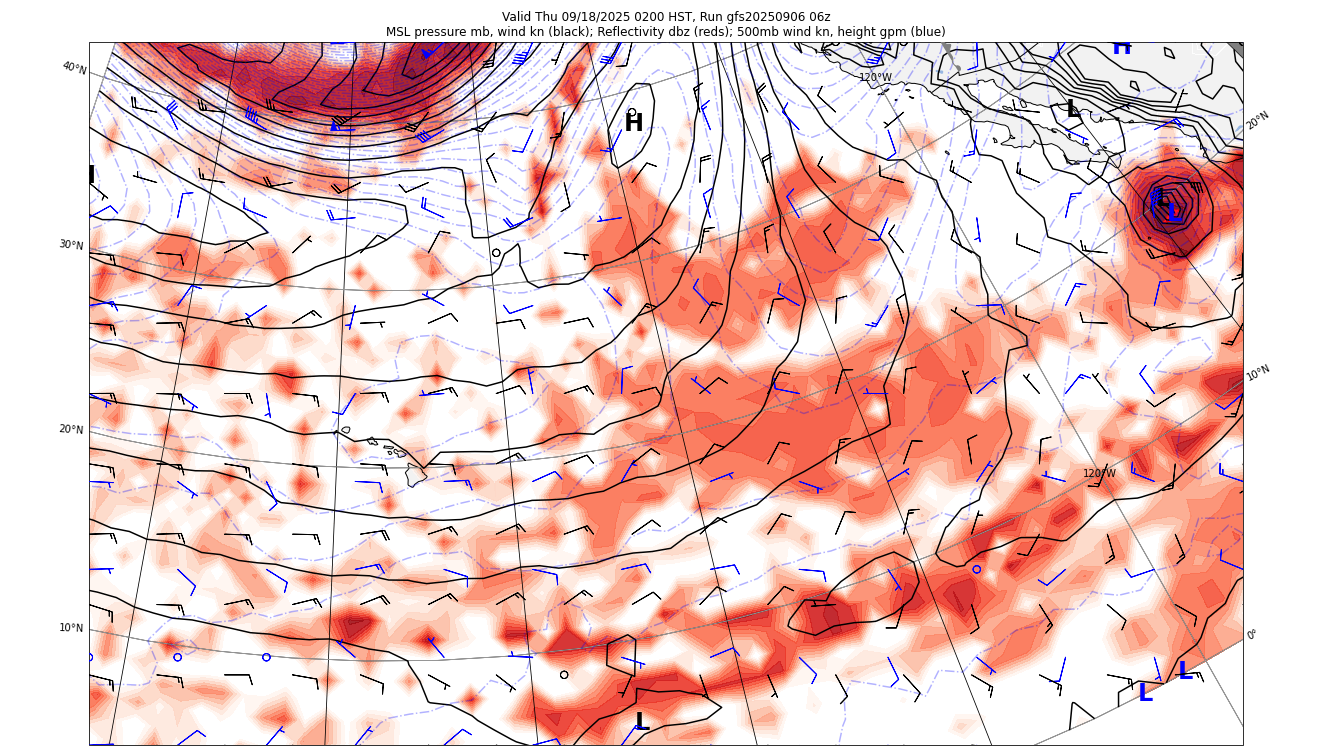 Valid Thu 09/18/2025 0200 HST, Run gfs20250906 06z
MSL pressure mb, wind kn (black); Reflectivity dbz (reds); 500mb wind kn, height gpm (blue)
H
40°N
120°W
L
20°N
H
L
L
30°N
10°N
20°N
120°W
10°N
0°
L
L
L